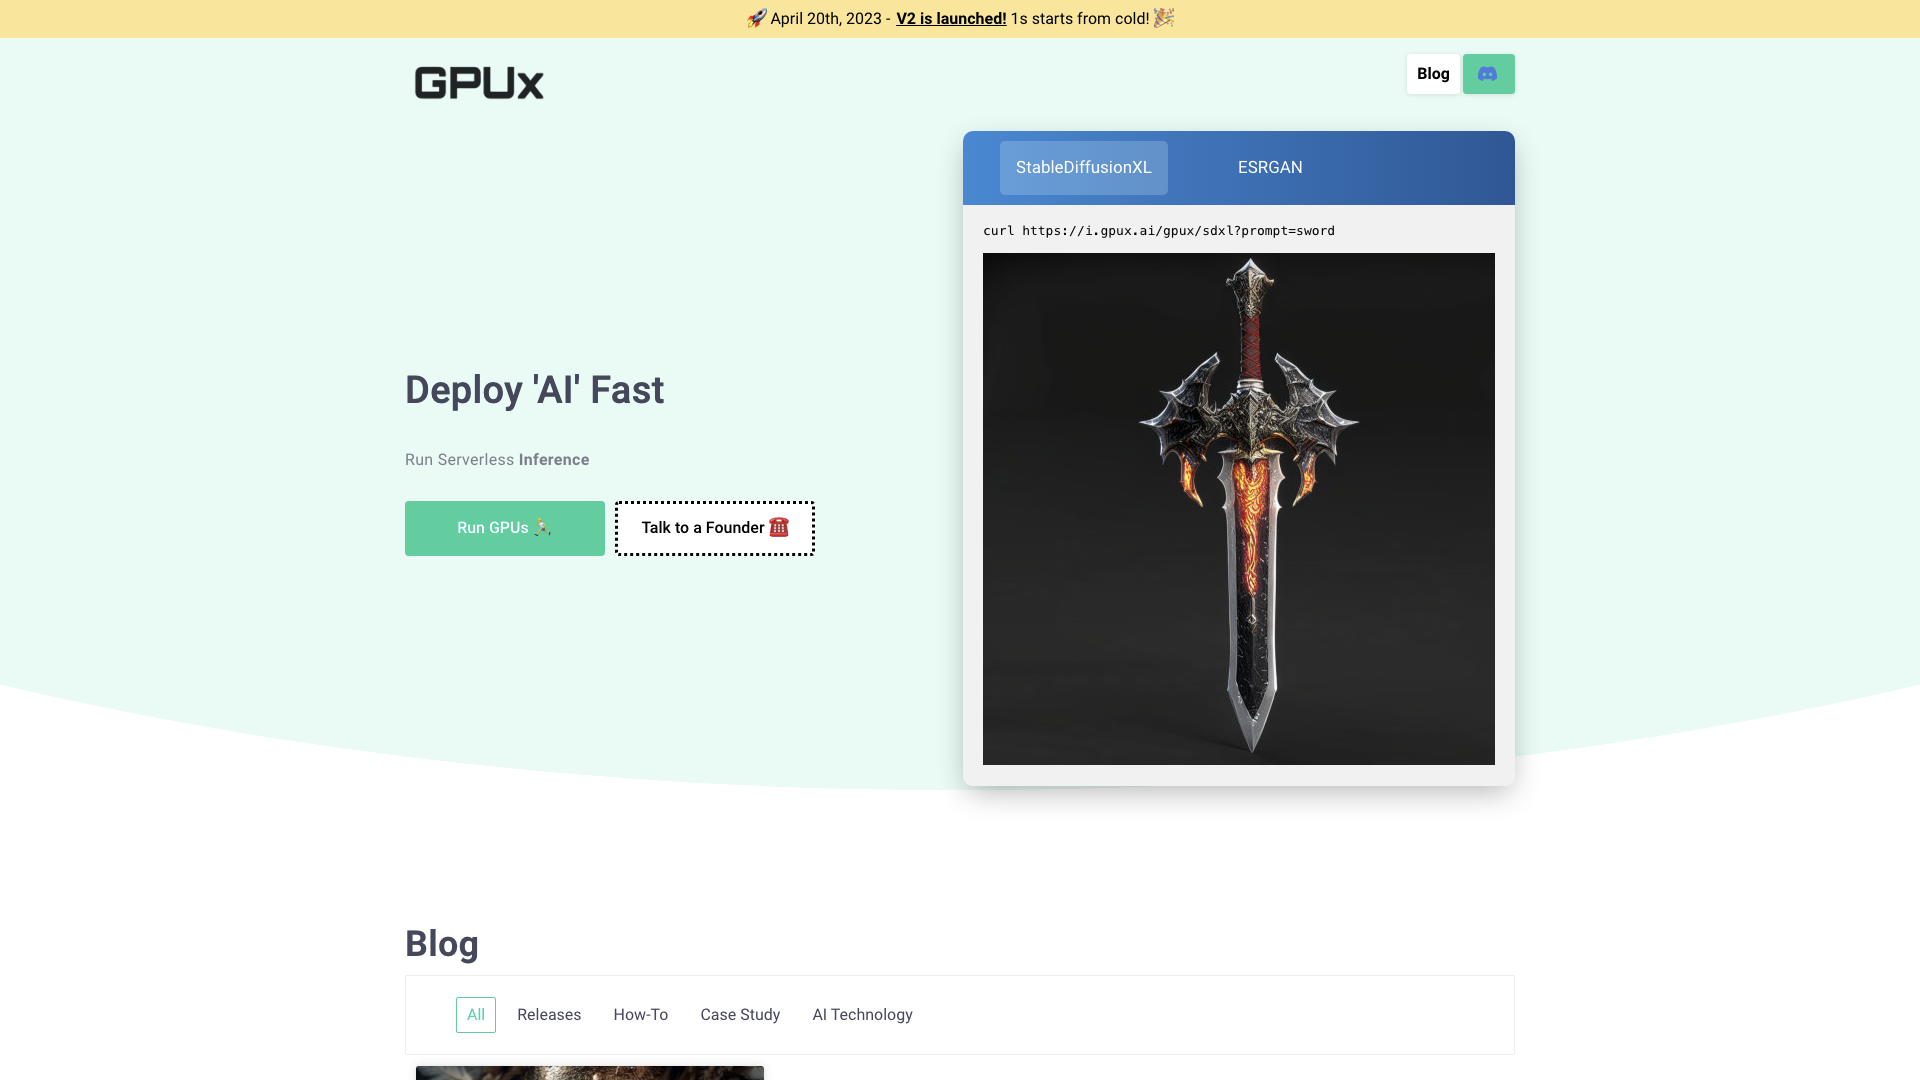 🚀 April 20th, 2023 - V2 is launched! 1s starts from cold! 🎉
GPUx
Blog
StableDiffusionXL
ESRGAN
curl https://i.gpux.ai/gpux/sdxl?prompt=sword
Deploy 'AI' Fast
Run Serverless Inference
Run GPUs 🏃
Talk to a Founder ☎️
Blog
All
Releases
How-To
Case Study
AI Technology